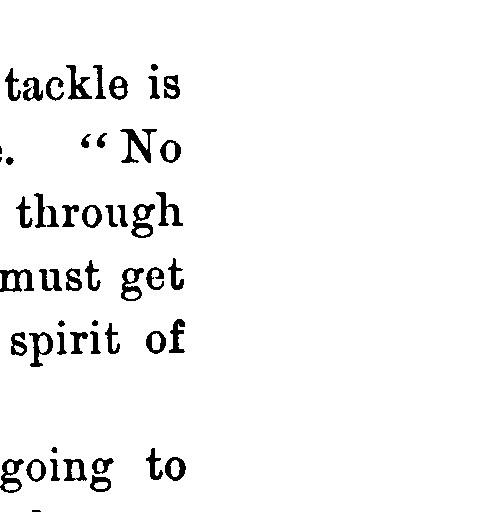 tackle is
. “ No
through
must get
spirit of
going to